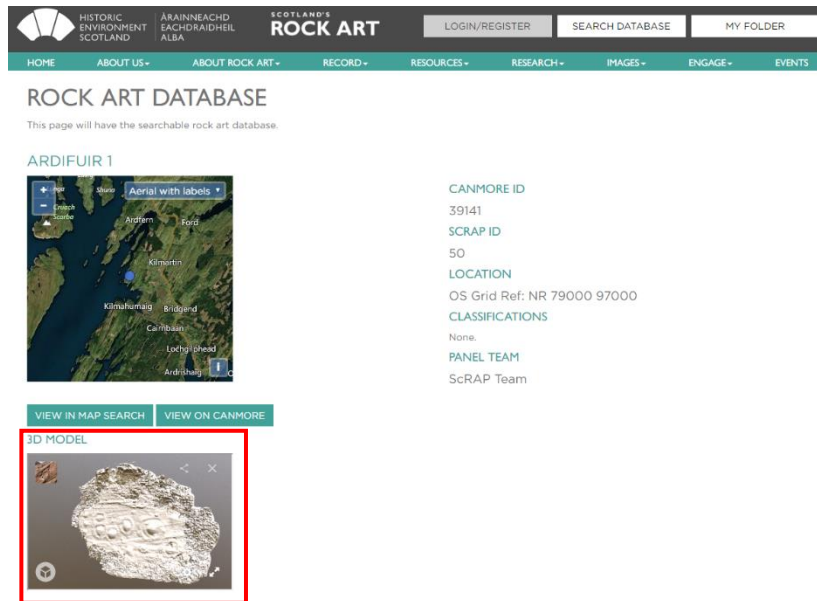 HISTORIC
ENVIRONMENT
SCOTLAND
ÀRAINNEACHD
EACHDRAIDHEIL
ALBA
SCOTLAND'S
ROCK ART
LOGIN/REGISTER
SEARCH DATABASE
MY FOLDER
HOME
ABOUT US
ABOUT ROCK ART
RECORD
RESOURCES
RESEARCH
IMAGES
ENGAGE
EVENTS
ROCK ART DATABASE
This page will have the searchable rock art database.
ARDIFUIR 1
Shuna
Aerial with labels
Scarba
Ardfern
Ford
Kilmartin
Kilmahumaig
Bridgend
Cairnbaan
Lochgilphead
Ardrishaig
CANMORE ID
39141
SCRAP ID
50
LOCATION
OS Grid Ref: NR 79000 97000
CLASSIFICATIONS
None.
PANEL TEAM
ScRAP Team
VIEW IN MAP SEARCH
VIEW ON CANMORE
3D MODEL